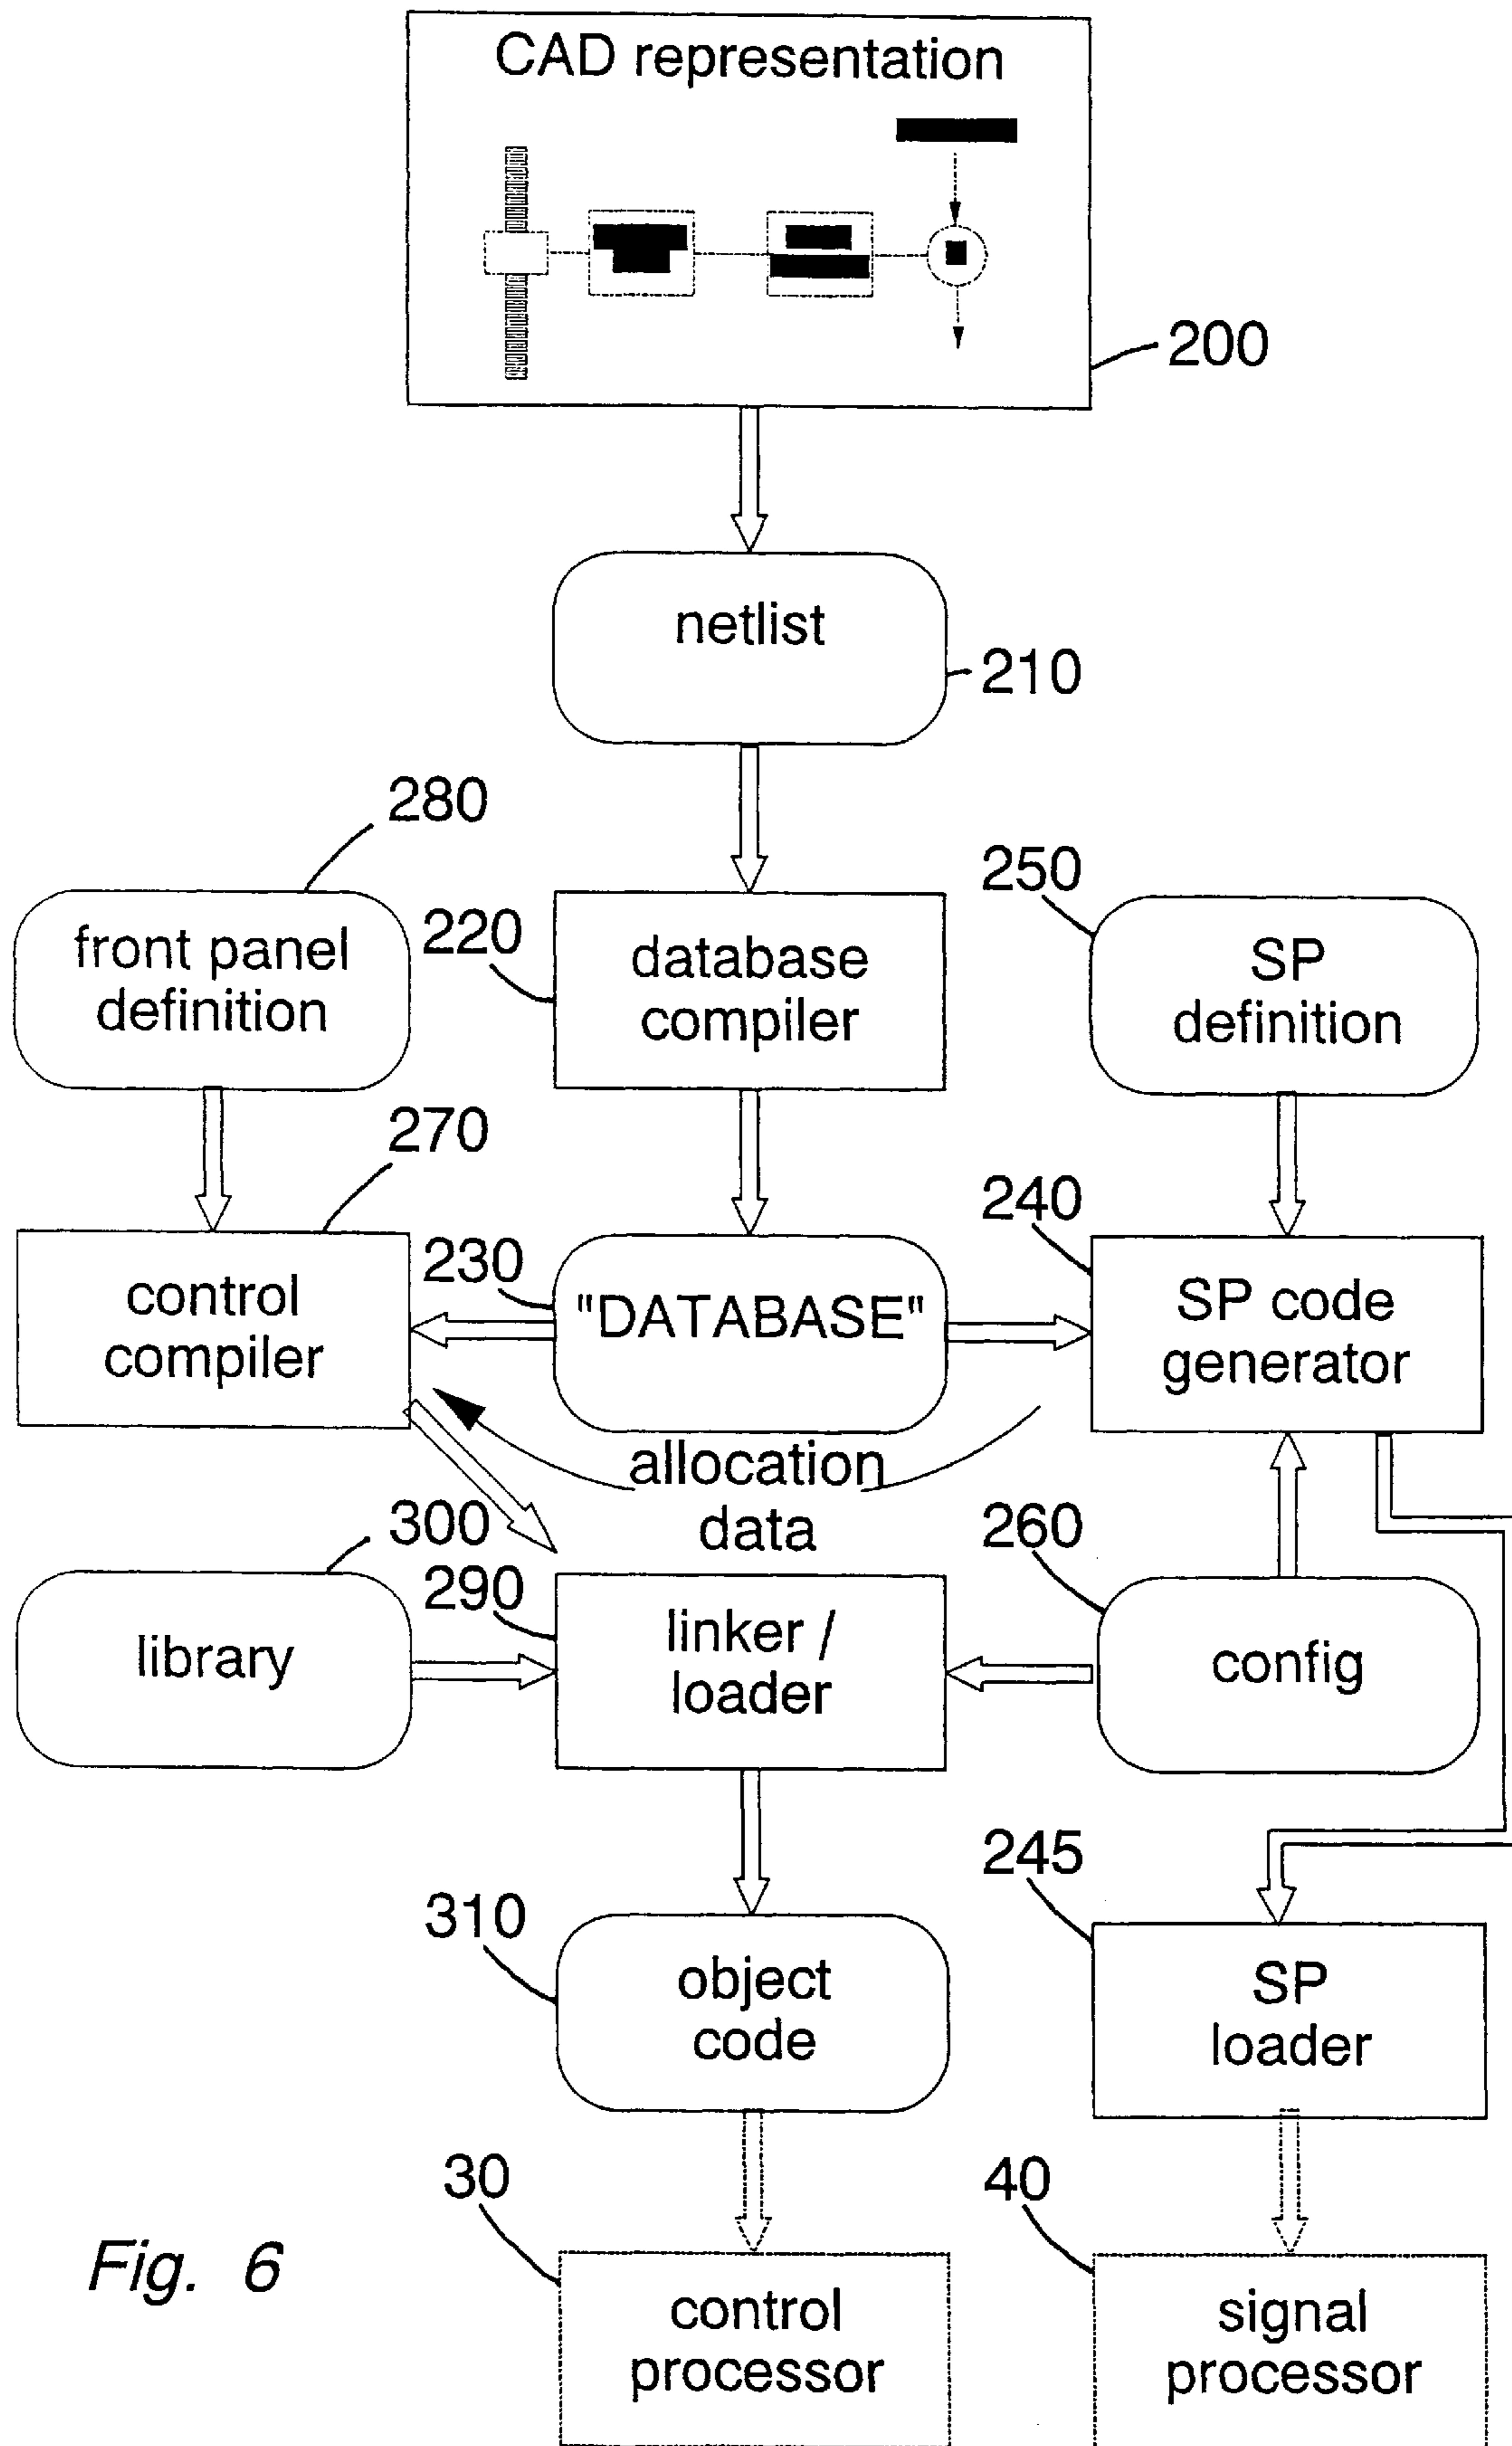 CAD representation
200
netlist
210
280
front panel
definition
220
database
compiler
250
SP
definition
270
control
compiler
230
"DATABASE"
240
SP code
generator
allocation
data
300
library
290
linker /
loader
260
config
310
object
code
245
SP
loader
30
control
processor
40
signal
processor
Fig. 6